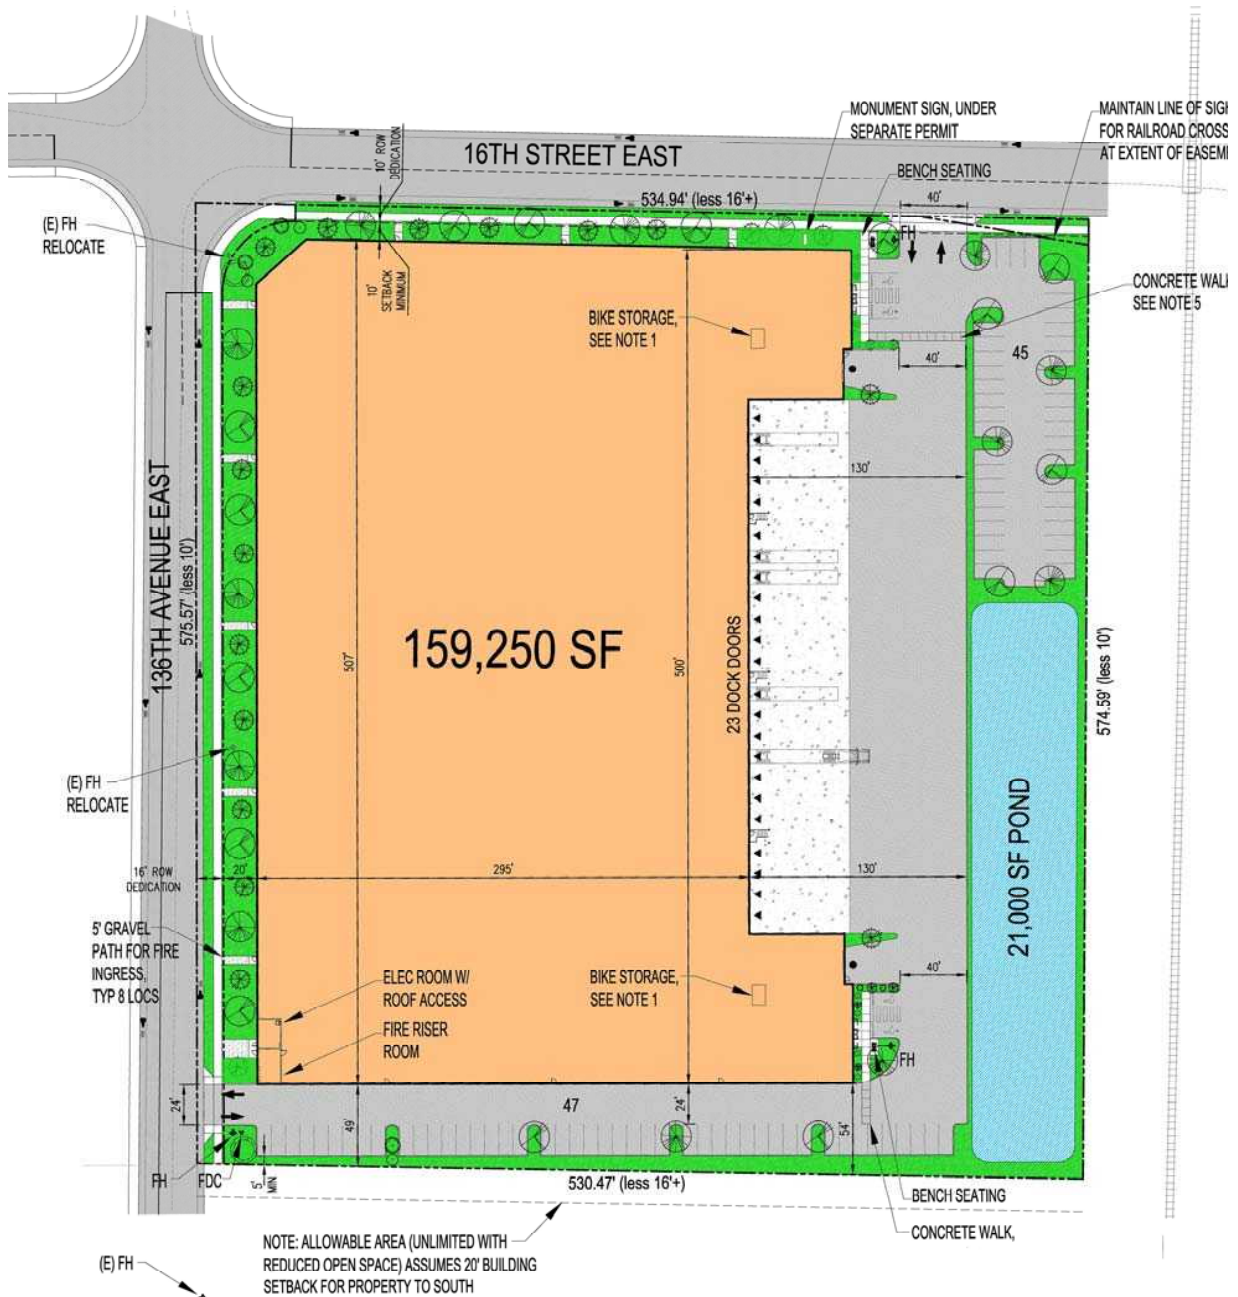 MONUMENT SIGN, UNDER
SEPARATE PERMIT
MAINTAIN LINE OF SIGH
FOR RAILROAD CROSS
AT EXTENT OF EASEM
10' ROW
DEDICATION
16TH STREET EAST
BENCH SEATING
534.94' (less 16'+)
40'
(E) FH
RELOCATE
FH
10'
SETBACK
MINIMUM
CONCRETE WALK
SEE NOTE 5
BIKE STORAGE,
SEE NOTE 1
45
40'
130'
136TH AVENUE EAST
575.57' (less 10')
159,250 SF
507'
500'
23 DOCK DOORS
574.59' (less 10')
(E) FH
RELOCATE
21,000 SF POND
16' ROW
DEDICATION
20'
295'
130'
5' GRAVEL
PATH FOR FIRE
INGRESS,
TYP 8 LOCS
ELEC ROOM W/
ROOF ACCESS
BIKE STORAGE,
SEE NOTE 1
40'
FIRE RISER
ROOM
FH
24'
47
24'
49'
54'
FH
FDC
5'
MIN
530.47' (less 16'+)
BENCH SEATING
CONCRETE WALK,
NOTE: ALLOWABLE AREA (UNLIMITED WITH
REDUCED OPEN SPACE) ASSUMES 20' BUILDING
SETBACK FOR PROPERTY TO SOUTH
(E) FH